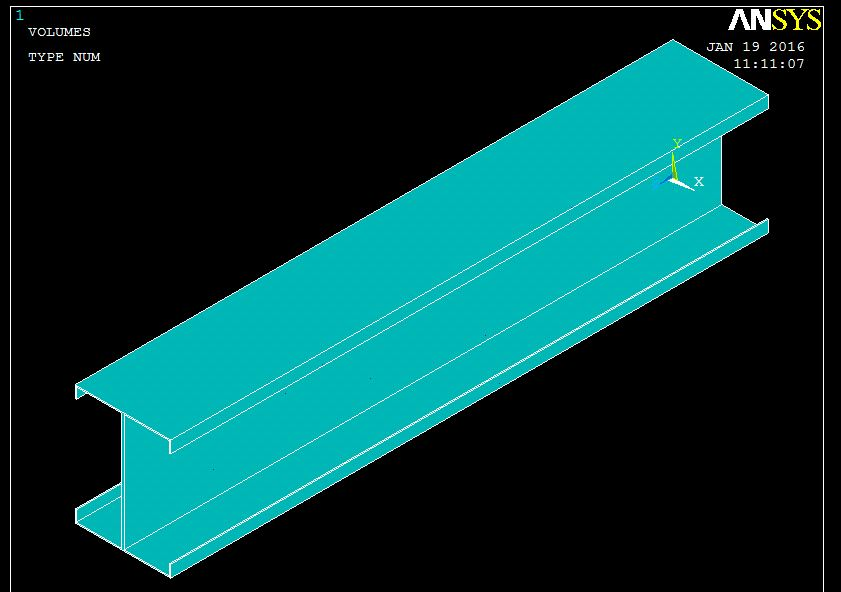 1
VOLUMES
TYPE NUM
ANSYS
JAN 19 2016
11:11:07
Y
X